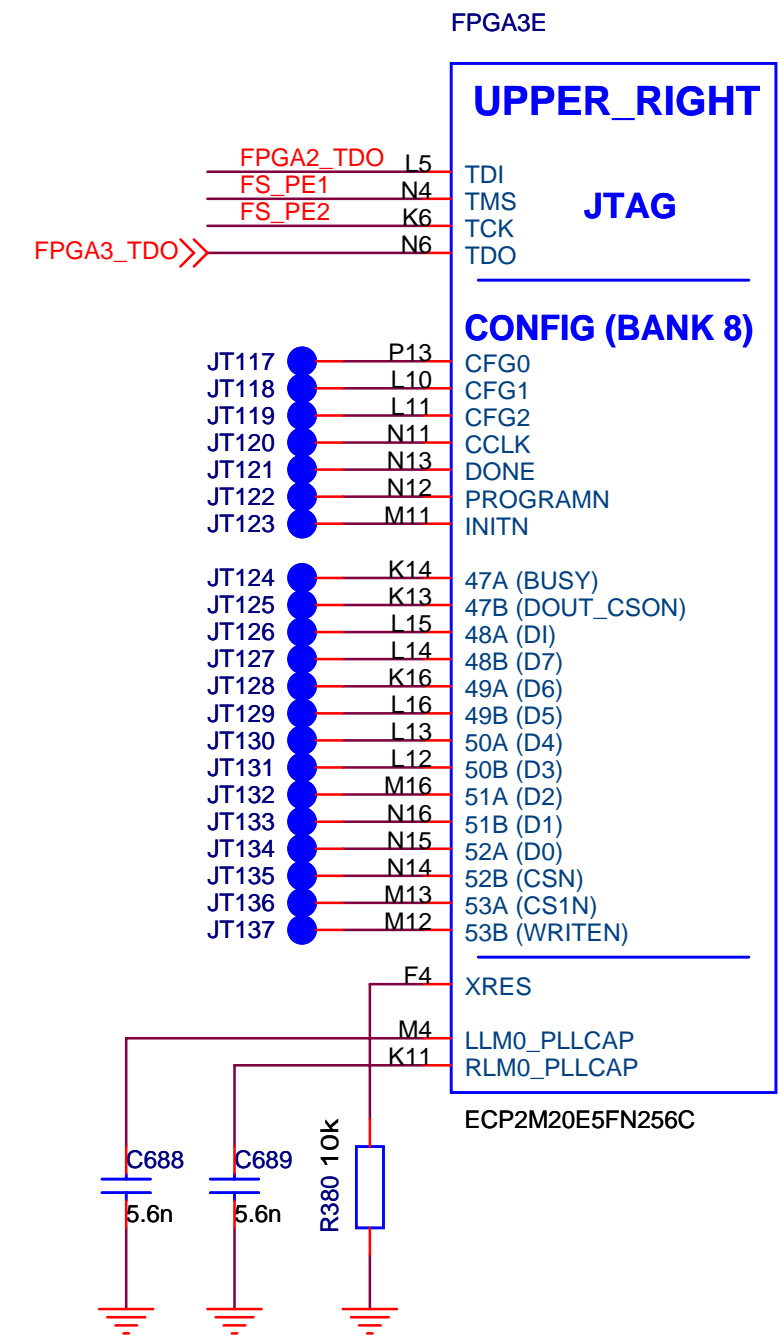 FPGA3E
UPPER_RIGHT
FPGA2_TDO L5 TDI
FS_PE1 N4 TMS
JTAG
FS_PE2 K6 TCK
FPGA3_TDO N6 TDO
CONFIG (BANK 8)
JT117 P13 CFG0
JT118 L10 CFG1
JT119 L11 CFG2
JT120 N11 CCLK
JT121 N13 DONE
JT122 N12 PROGRAMN
JT123 M11 INITN
JT124 K14 47A (BUSY)
JT125 K13 47B (DOUT_CSON)
JT126 L15 48A (DI)
JT127 L14 48B (D7)
JT128 K16 49A (D6)
JT129 L16 49B (D5)
JT130 L13 50A (D4)
JT131 L12 50B (D3)
JT132 M16 51A (D2)
JT133 N16 51B (D1)
JT134 N15 52A (D0)
JT135 N14 52B (CSN)
JT136 M13 53A (CS1N)
JT137 M12 53B (WRITEN)
F4 XRES
M4 LLM0_PLLCAP
K11 RLM0_PLLCAP
ECP2M20E5FN256C
C688 C689
5.6n 5.6n
R380 10k